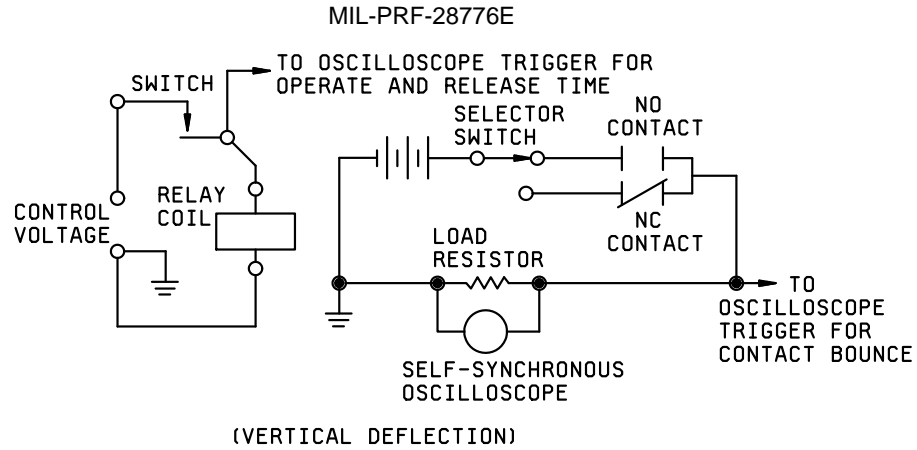 MIL-PRF-28776E
TO OSCILLOSCOPE TRIGGER FOR
OPERATE AND RELEASE TIME
SWITCH
SELECTOR
SWITCH
NO
CONTACT
RELAY
COIL
CONTROL
VOLTAGE
NC
CONTACT
LOAD
RESISTOR
TO
OSCILLOSCOPE
TRIGGER FOR
CONTACT BOUNCE
SELF-SYNCHRONOUS
OSCILLOSCOPE
(VERTICAL DEFLECTION)